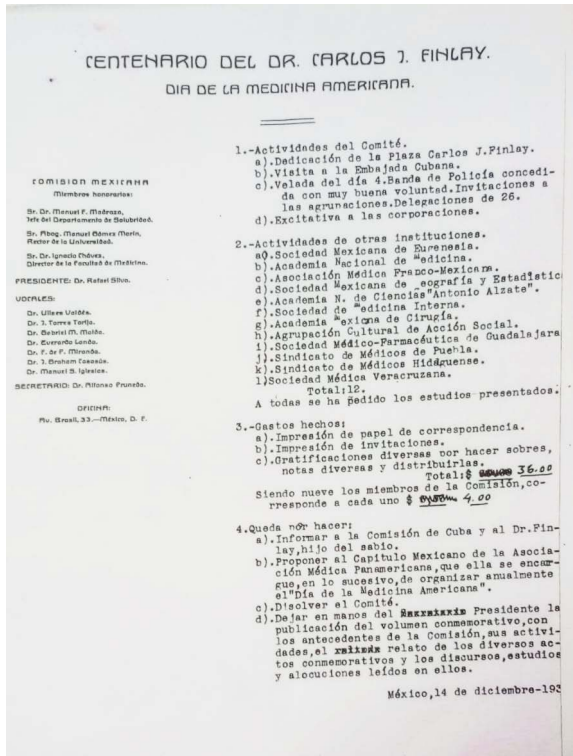 CENTENARIO DEL DR. CARLOS J. FINLAY.
DIA DE LA MEDICINA AMERICANA.
COMISION MEXICANA
Miembros honorarios:
Sr. Dr. Manuel F. Madrazo,
Jefe del Departamento de Salubridad.
Sr. Abog. Manuel Gómez Morín,
Rector de la Universidad.
Sr. Dr. Ignacio Chávez,
Director de la Facultad de Medicina.
PRESIDENTE: Dr. Rafael Silva.
VOCALES:
Dr. Ulises Valdés.
Dr. J. Torres Torija.
Dr. Gabriel M. Malda.
Dr. Everardo Landa.
Dr. F. de P. Miranda.
Dr. J. Graham Casasús.
Dr. Manuel S. Iglesias.
SECRETARIO: Dr. Alfonso Pruneda.
OFICINA:
Av. Brasil, 33.—México, D. F.
1.-Actividades del Comité.
a).Dedicación de la Plaza Carlos J.Finlay.
b).Visita a la Embajada Cubana.
c).Velada del día 4.Banda de Policía concedi-
da con muy buena voluntad.Invitaciones a
las agrupaciones.Delegaciones de 26.
d).Excitativa a las corporaciones.
2.-Actividades de otras instituciones.
a).Sociedad Mexicana de Eugenesia.
b).Academia Nacional de Medicina.
c).Asociación Médica Franco-Mexicana.
d).Sociedad Mexicana de Geografía y Estadístic
e).Academia N. de Ciencias"Antonio Alzate".
f).Sociedad de Medicina Interna.
g).Academia Mexicana de Cirugía.
h).Agrupación Cultural de Acción Social.
i).Sociedad Médico-Farmacéutica de Guadalajara
j).Sindicato de Médicos de Puebla.
k).Sindicato de Médicos Hidalguense.
l)Sociedad Médica Veracruzana.
Total:12.
A todas se ha pedido los estudios presentados.
3.-Gastos hechos:
a).Impresión de papel de correspondencia.
b).Impresión de invitaciones.
c).Gratificaciones diversas por hacer sobres,
notas diversas y distribuirlas.
Total:$ 36.00
Siendo nueve los miembros de la Comisión,co-
rresponde a cada uno $ 4.00
4.Queda por hacer:
a).Informar a la Comisión de Cuba y al Dr.Fin-
lay,hijo del sabio.
b).Proponer al Capítulo Mexicano de la Asocia-
ción Médica Panamericana,que ella se encar-
gue,en lo sucesivo,de organizar anualmente
el"Día de la Medicina Americana".
c).Disolver el Comité.
d).Dejar en manos del Presidente la
publicación del volumen conmemorativo,con
los antecedentes de la Comisión,sus activi-
dades,el relato de los diversos ac-
tos conmemorativos y los discursos,estudios
y alocuciones leídos en ellos.
México,14 de diciembre-193